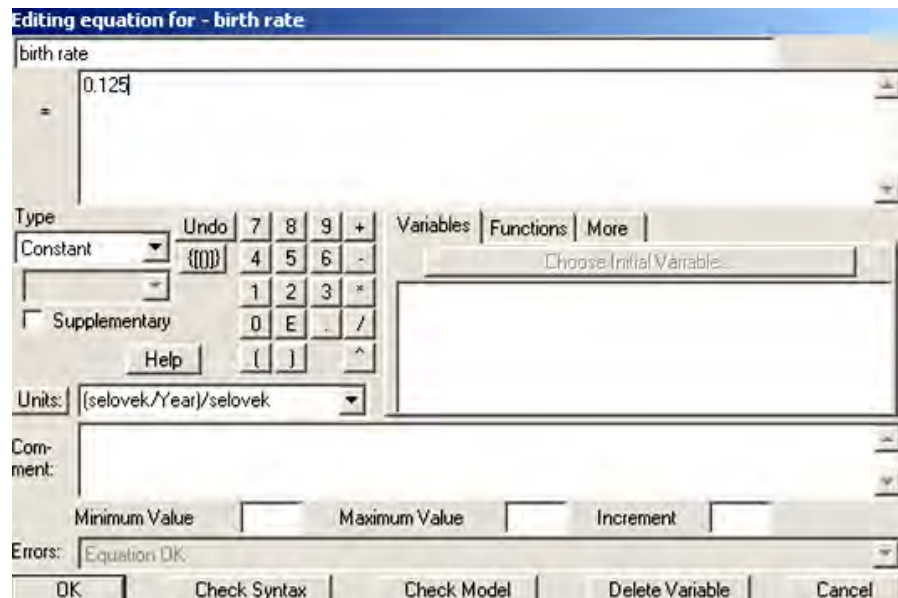 Editing equation for - birth rate
birth rate
= 0.125
Type Undo 7 8 9 + Variables Functions More
Constant {[()]} 4 5 6 - Choose Initial Variable...
1 2 3 *
Supplementary 0 E . /
Help ( ) ^
Units: (selovek/Year)/selovek
Com-
ment:
Minimum Value Maximum Value Increment
Errors: Equation OK
OK Check Syntax Check Model Delete Variable Cancel